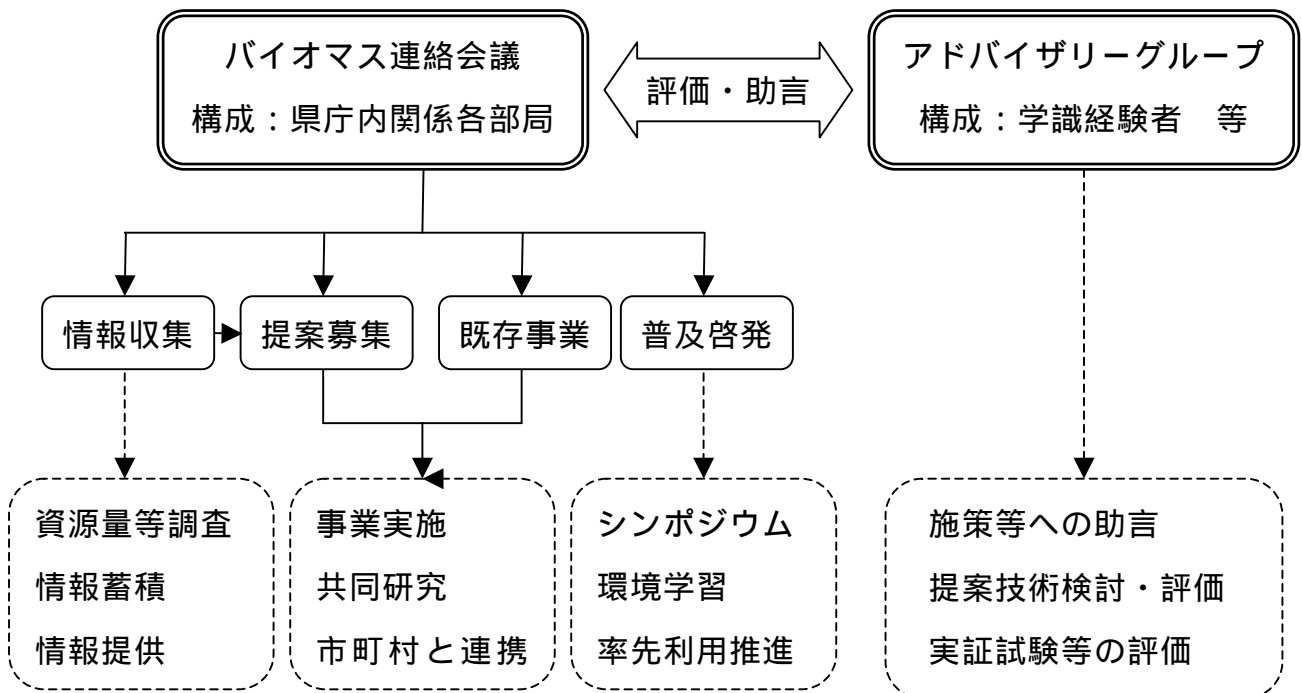 バイオマス連絡会議
構成：県庁内関係各部局
評価・助言
アドバイザリーグループ
構成：学識経験者　等
情報収集
提案募集
既存事業
普及啓発
資源量等調査
情報蓄積
情報提供
事業実施
共同研究
市町村と連携
シンポジウム
環境学習
率先利用推進
施策等への助言
提案技術検討・評価
実証試験等の評価